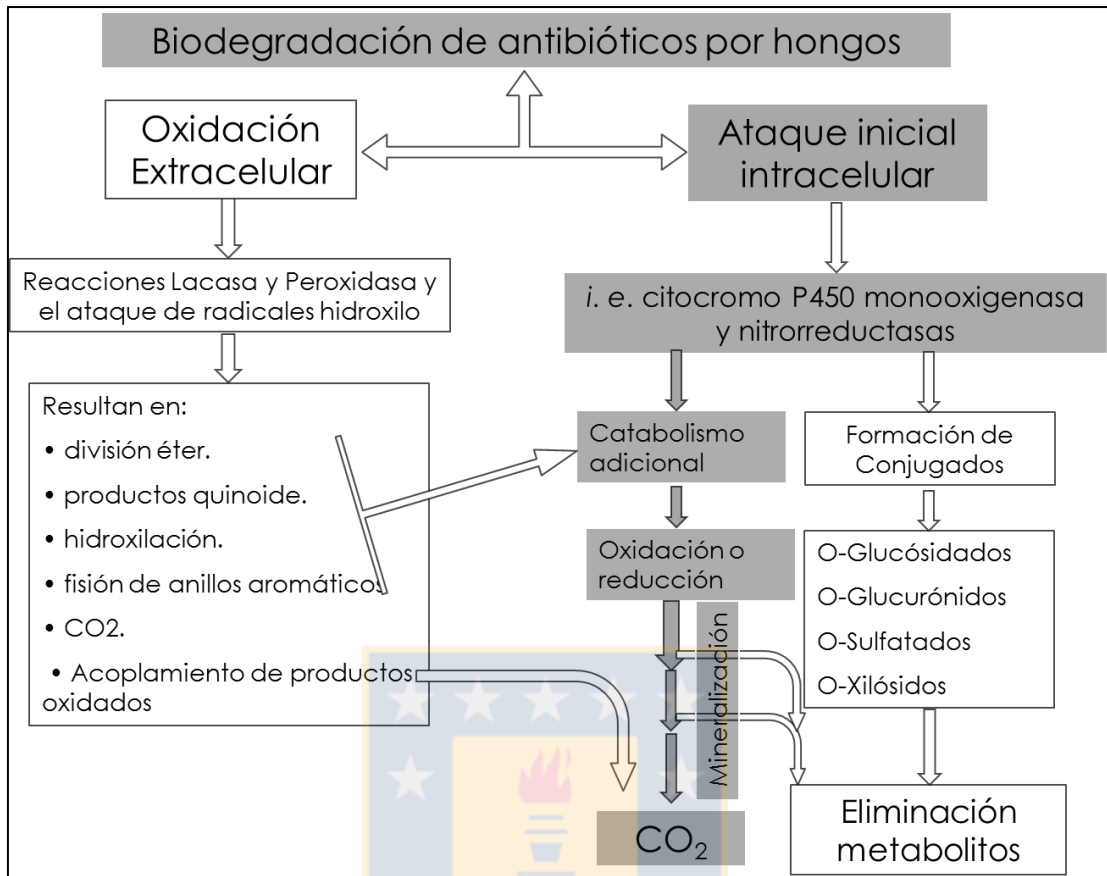 Biodegradación de antibióticos por hongos
Oxidación
Extracelular
Ataque inicial
intracelular
Reacciones Lacasa y Peroxidasa y
el ataque de radicales hidroxilo
i. e. citocromo P450 monooxigenasa
y nitrorreductasas
Resultan en:
• división éter.
• productos quinoide.
• hidroxilación.
• fisión de anillos aromáticos
• CO2.
• Acoplamiento de productos
oxidados
Catabolismo
adicional
Formación de
Conjugados
Oxidación o
reducción
O-Glucósidados
O-Glucurónidos
O-Sulfatados
O-Xilósidos
Mineralización
CO₂
Eliminación
metabolitos